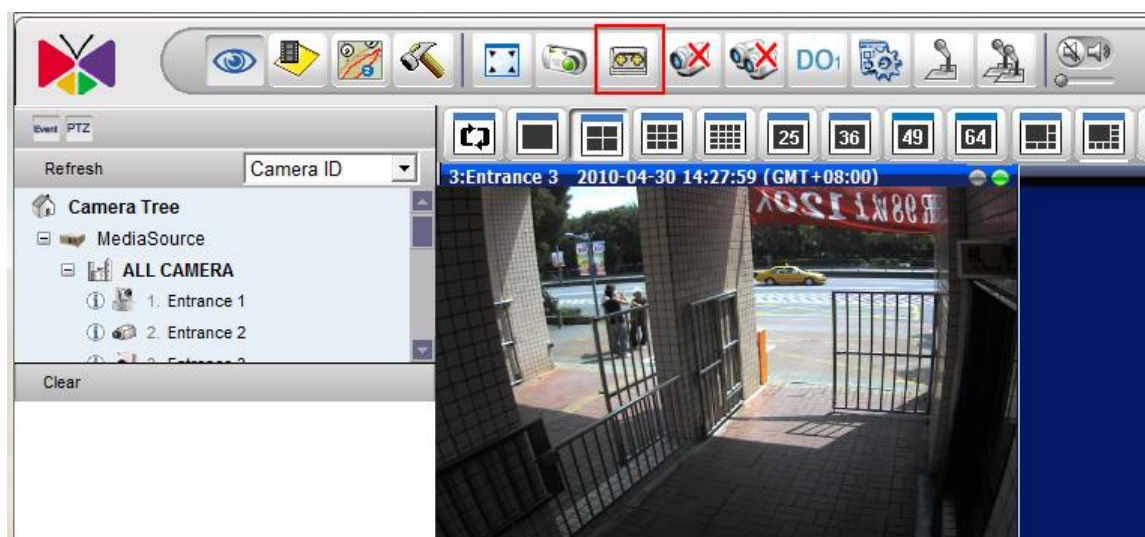 DO1
Event PTZ
25 36 49 64
Refresh Camera ID
3:Entrance 3 2010-04-30 14:27:59 (GMT+08:00)
Camera Tree
MediaSource
ALL CAMERA
1. Entrance 1
2. Entrance 2
Clear